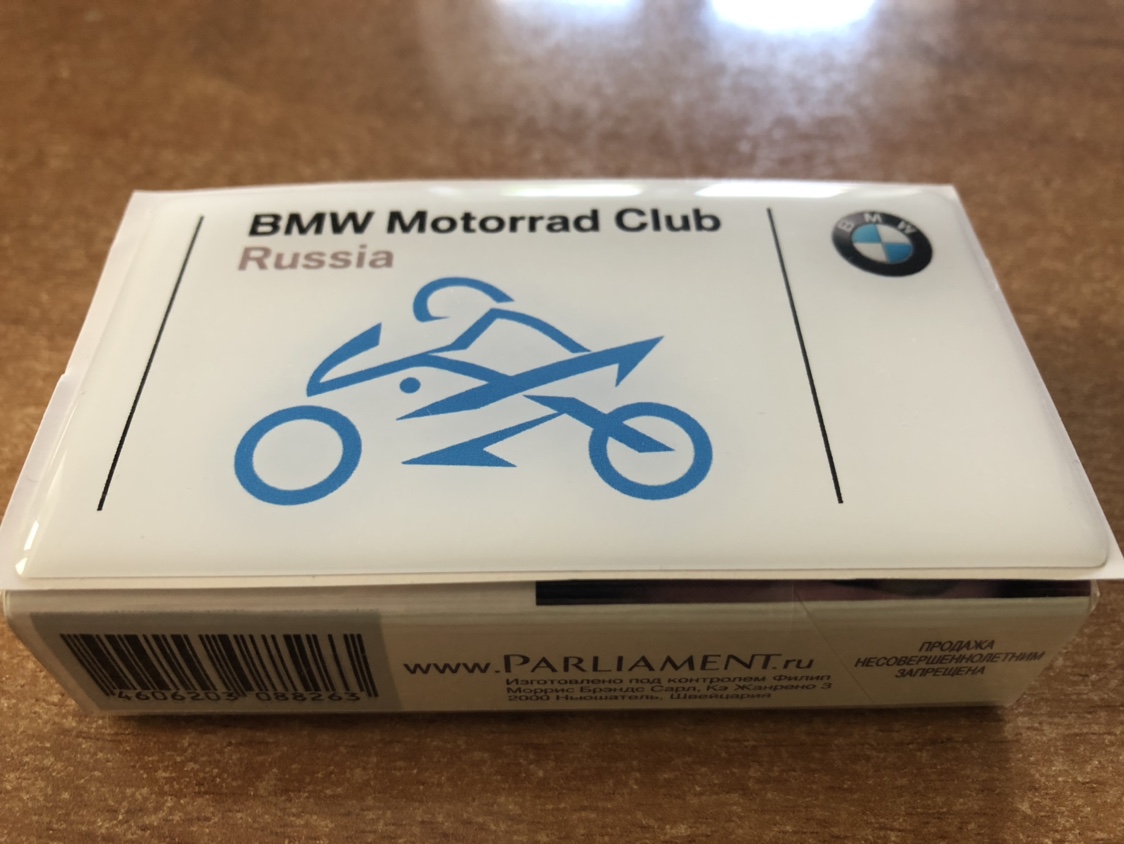 BMW Motorrad Club
Russia
BMW
4606203 088263
www.PARLIAMENT.ru
Изготовлено под контролем Филип
Моррис Брэндс Сарл, Кэ Жанрено 3
2000 Ньюшатель, Швейцария
ПРОДАЖА
НЕСОВЕРШЕННОЛЕТНИМ
ЗАПРЕЩЕНА